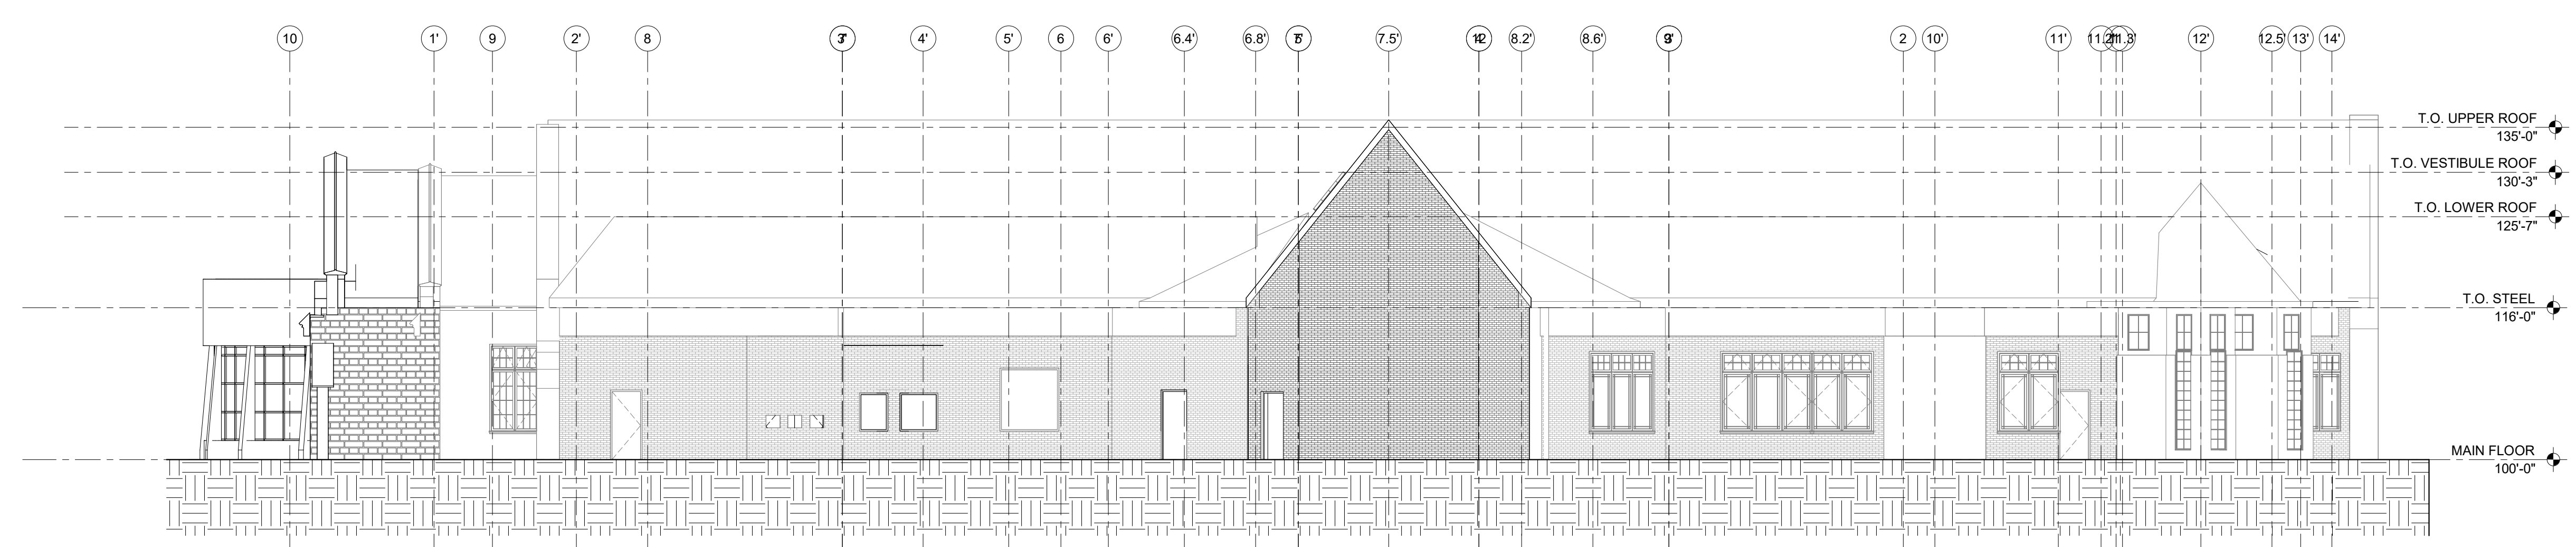 10 1' 9 2' 8 4' 5' 6 6' 6.4' 6.8' 7.5' 8.2' 8.6' 2 10' 11' 12' 12.5' 13' 14'
T.O. UPPER ROOF
135'-0"
T.O. VESTIBULE ROOF
130'-3"
T.O. LOWER ROOF
125'-7"
T.O. STEEL
116'-0"
MAIN FLOOR
100'-0"